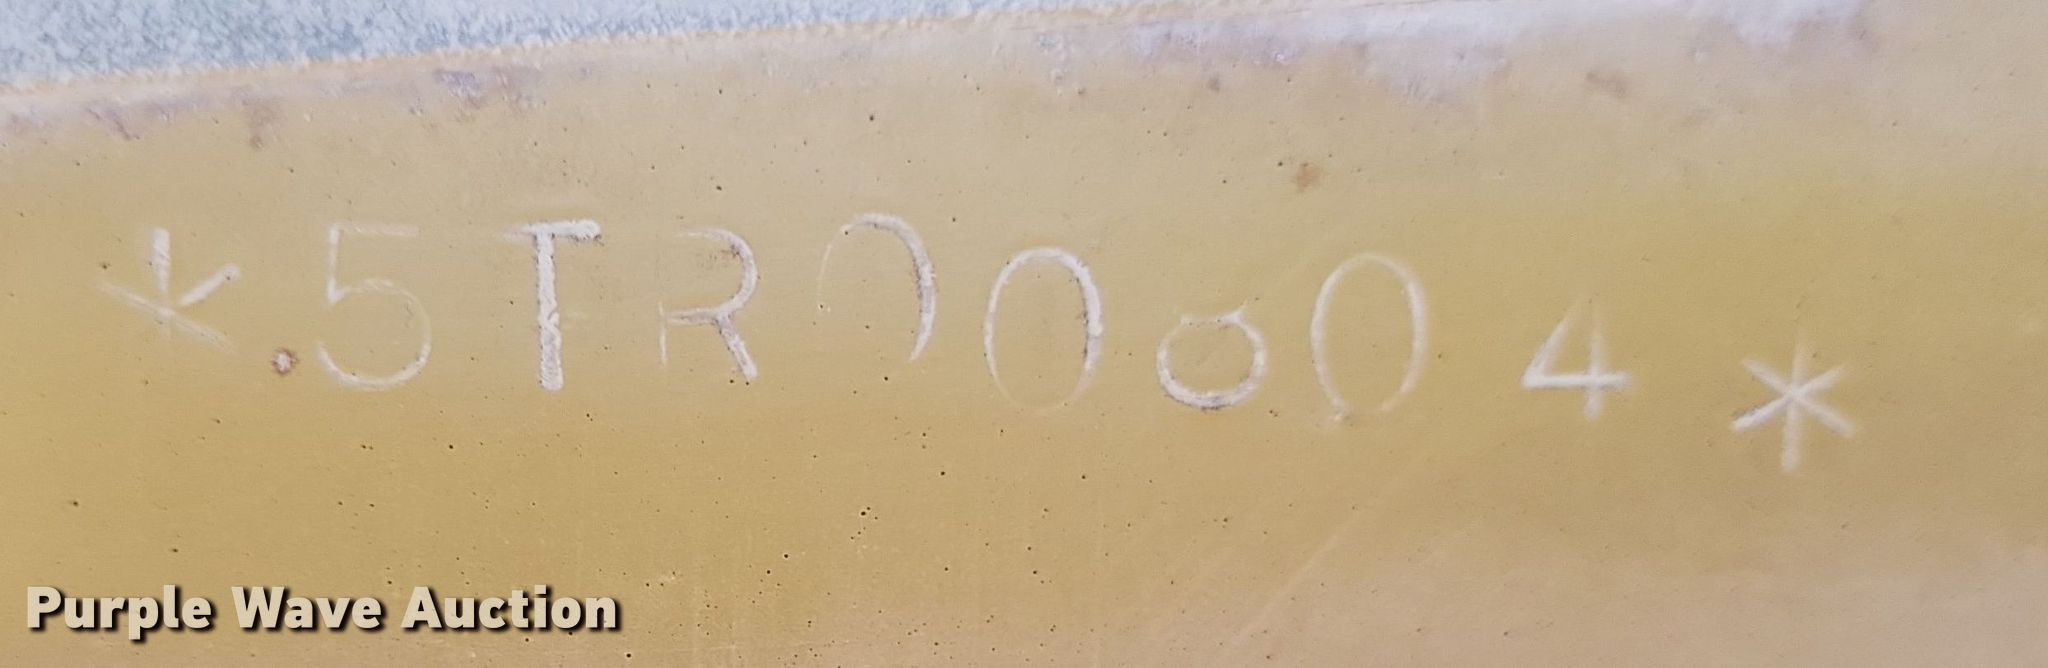 *5TR00804*
Purple Wave Auction